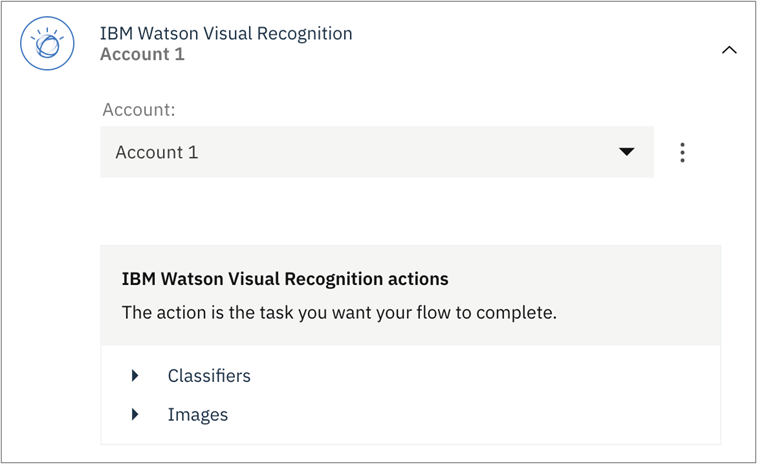 IBM Watson Visual Recognition
Account 1
Account:
Account 1
IBM Watson Visual Recognition actions
The action is the task you want your flow to complete.
Classifiers
Images